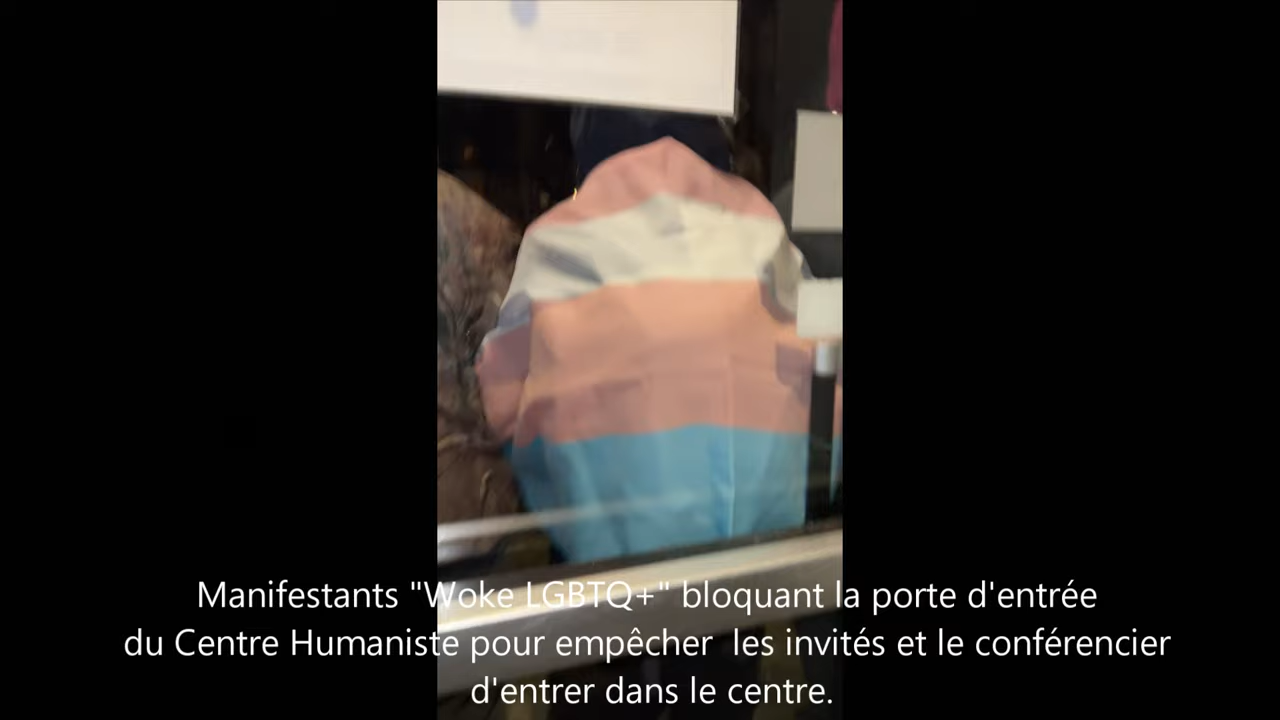 Manifestants "Woke LGBTQ+" bloquant la porte d'entrée
du Centre Humaniste pour empêcher  les invités et le conférencier
d'entrer dans le centre.